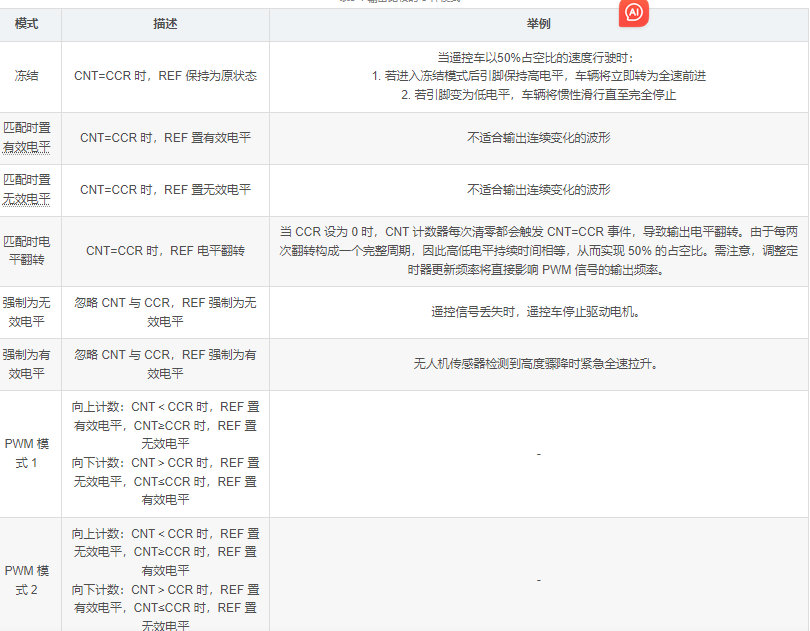 模式 描述 举例
冻结 CNT=CCR 时，REF 保持为原状态
当遥控车以50%占空比的速度行驶时：
1. 若进入冻结模式后引脚保持高电平，车辆将立即转为全速前进
2. 若引脚变为低电平，车辆将惯性滑行直至完全停止
匹配时置
有效电平
CNT=CCR 时，REF 置有效电平
不适合输出连续变化的波形
匹配时置
无效电平
CNT=CCR 时，REF 置无效电平
不适合输出连续变化的波形
匹配时电
平翻转
CNT=CCR 时，REF 电平翻转
当 CCR 设为 0 时，CNT 计数器每次清零都会触发 CNT=CCR 事件，导致输出电平翻转。由于每两
次翻转构成一个完整周期，因此高低电平持续时间相等，从而实现 50% 的占空比。需注意，调整定
时器更新频率将直接影响 PWM 信号的输出频率。
强制为无
效电平
忽略 CNT 与 CCR，REF 强制为无
效电平
遥控信号丢失时，遥控车停止驱动电机。
强制为有
效电平
忽略 CNT 与 CCR，REF 强制为有
效电平
无人机传感器检测到高度骤降时紧急全速拉升。
PWM 模
式 1
向上计数：CNT < CCR 时，REF 置
有效电平，CNT≥CCR 时，REF 置
无效电平
向下计数：CNT > CCR 时，REF 置
无效电平，CNT≤CCR 时，REF 置
有效电平
-
PWM 模
式 2
向上计数：CNT < CCR 时，REF 置
无效电平，CNT≥CCR 时，REF 置
有效电平
向下计数：CNT > CCR 时，REF 置
有效电平，CNT≤CCR 时，REF 置
无效电平
-